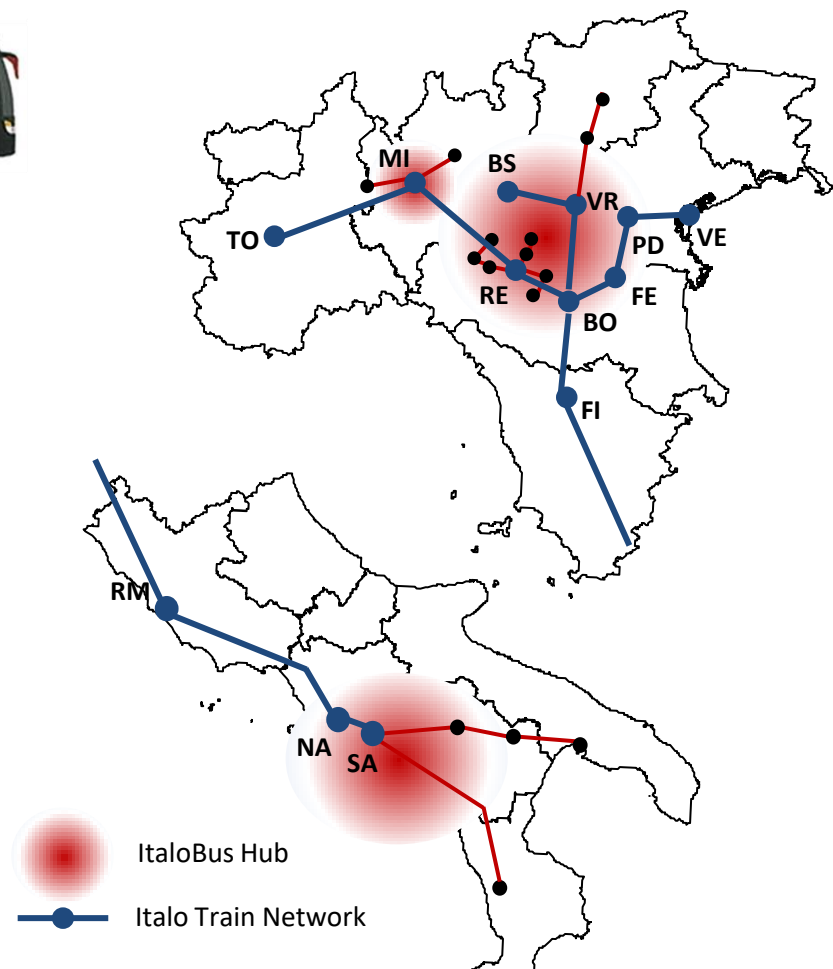 MI
BS
VR
TO
PD
VE
RE
FE
BO
FI
RM
NA
SA
ItaloBus Hub
Italo Train Network